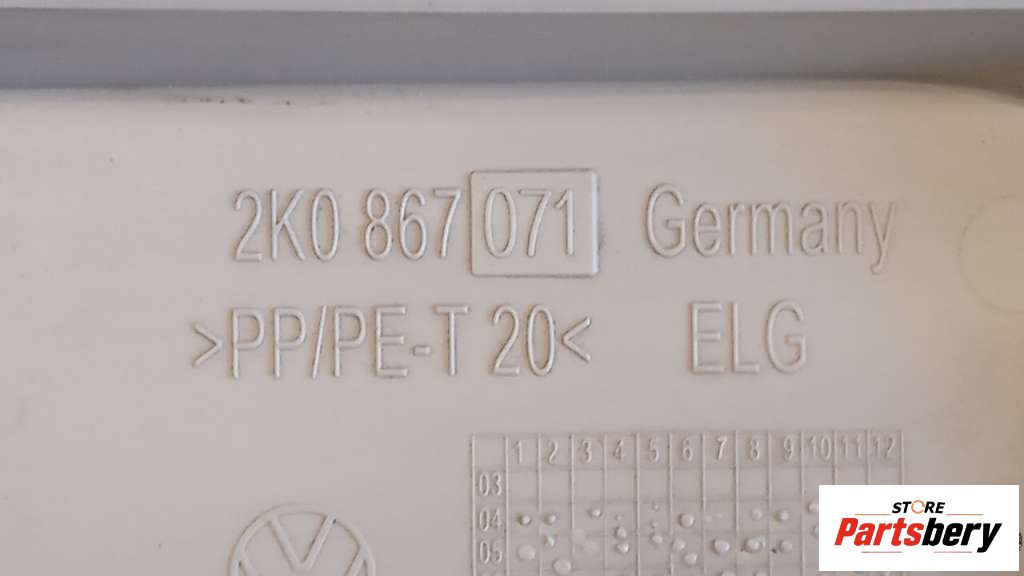 2K0 867 071 Germany
>PP/PE-T 20< ELG
1 2 3 4 5 6 7 8 9 10 11 12
03
04
05
STORE
Partsbery